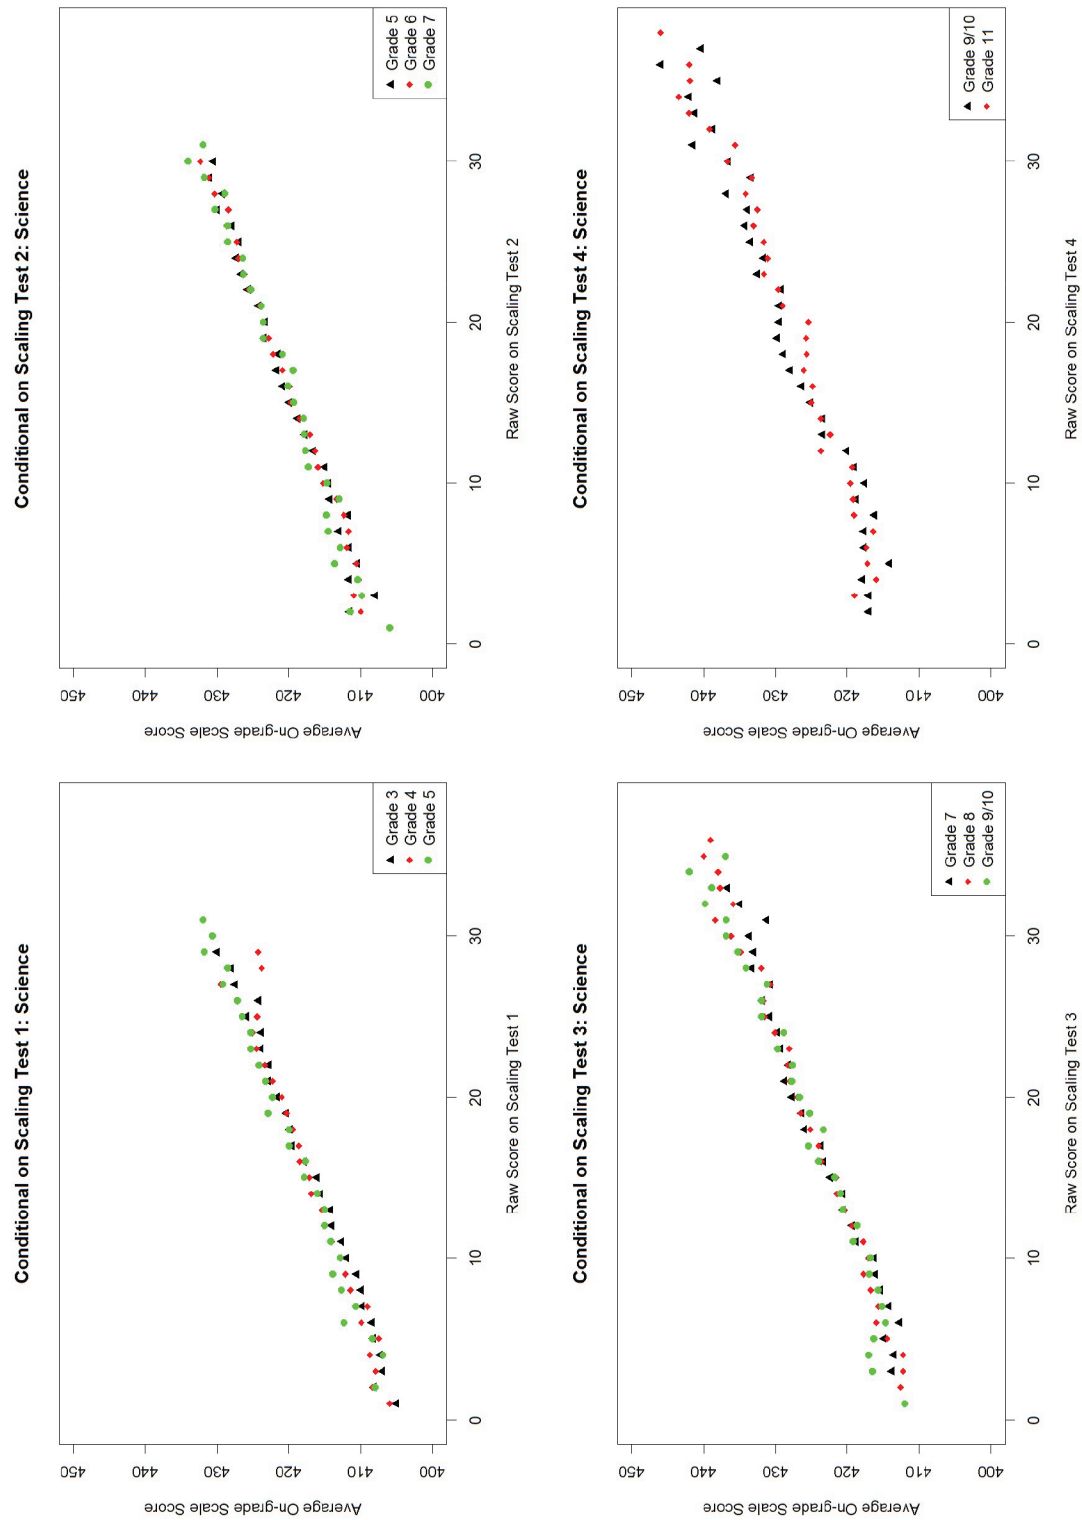 Conditional on Scaling Test 1: Science
Average On-grade Scale Score
450
440
430
420
410
400
0
10
20
30
Raw Score on Scaling Test 1
Grade 3
Grade 4
Grade 5
Conditional on Scaling Test 2: Science
Average On-grade Scale Score
450
440
430
420
410
400
0
10
20
30
Raw Score on Scaling Test 2
Grade 5
Grade 6
Grade 7
Conditional on Scaling Test 3: Science
Average On-grade Scale Score
450
440
430
420
410
400
0
10
20
30
Raw Score on Scaling Test 3
Grade 7
Grade 8
Grade 9/10
Conditional on Scaling Test 4: Science
Average On-grade Scale Score
450
440
430
420
410
400
0
10
20
30
Raw Score on Scaling Test 4
Grade 9/10
Grade 11